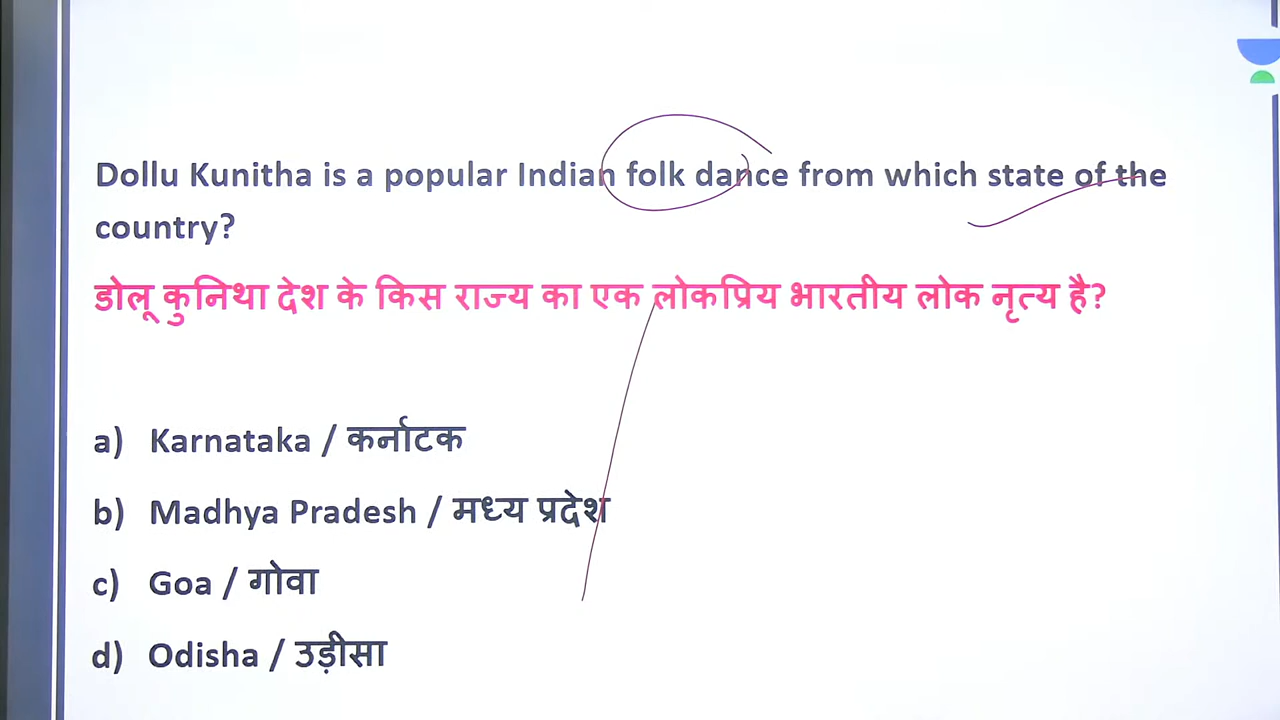 Dollu Kunitha is a popular Indian folk dance from which state of the
country?
डोलू कुनिथा देश के किस राज्य का एक लोकप्रिय भारतीय लोक नृत्य है?
a) Karnataka / कर्नाटक
b) Madhya Pradesh / मध्य प्रदेश
c) Goa / गोवा
d) Odisha / उड़ीसा